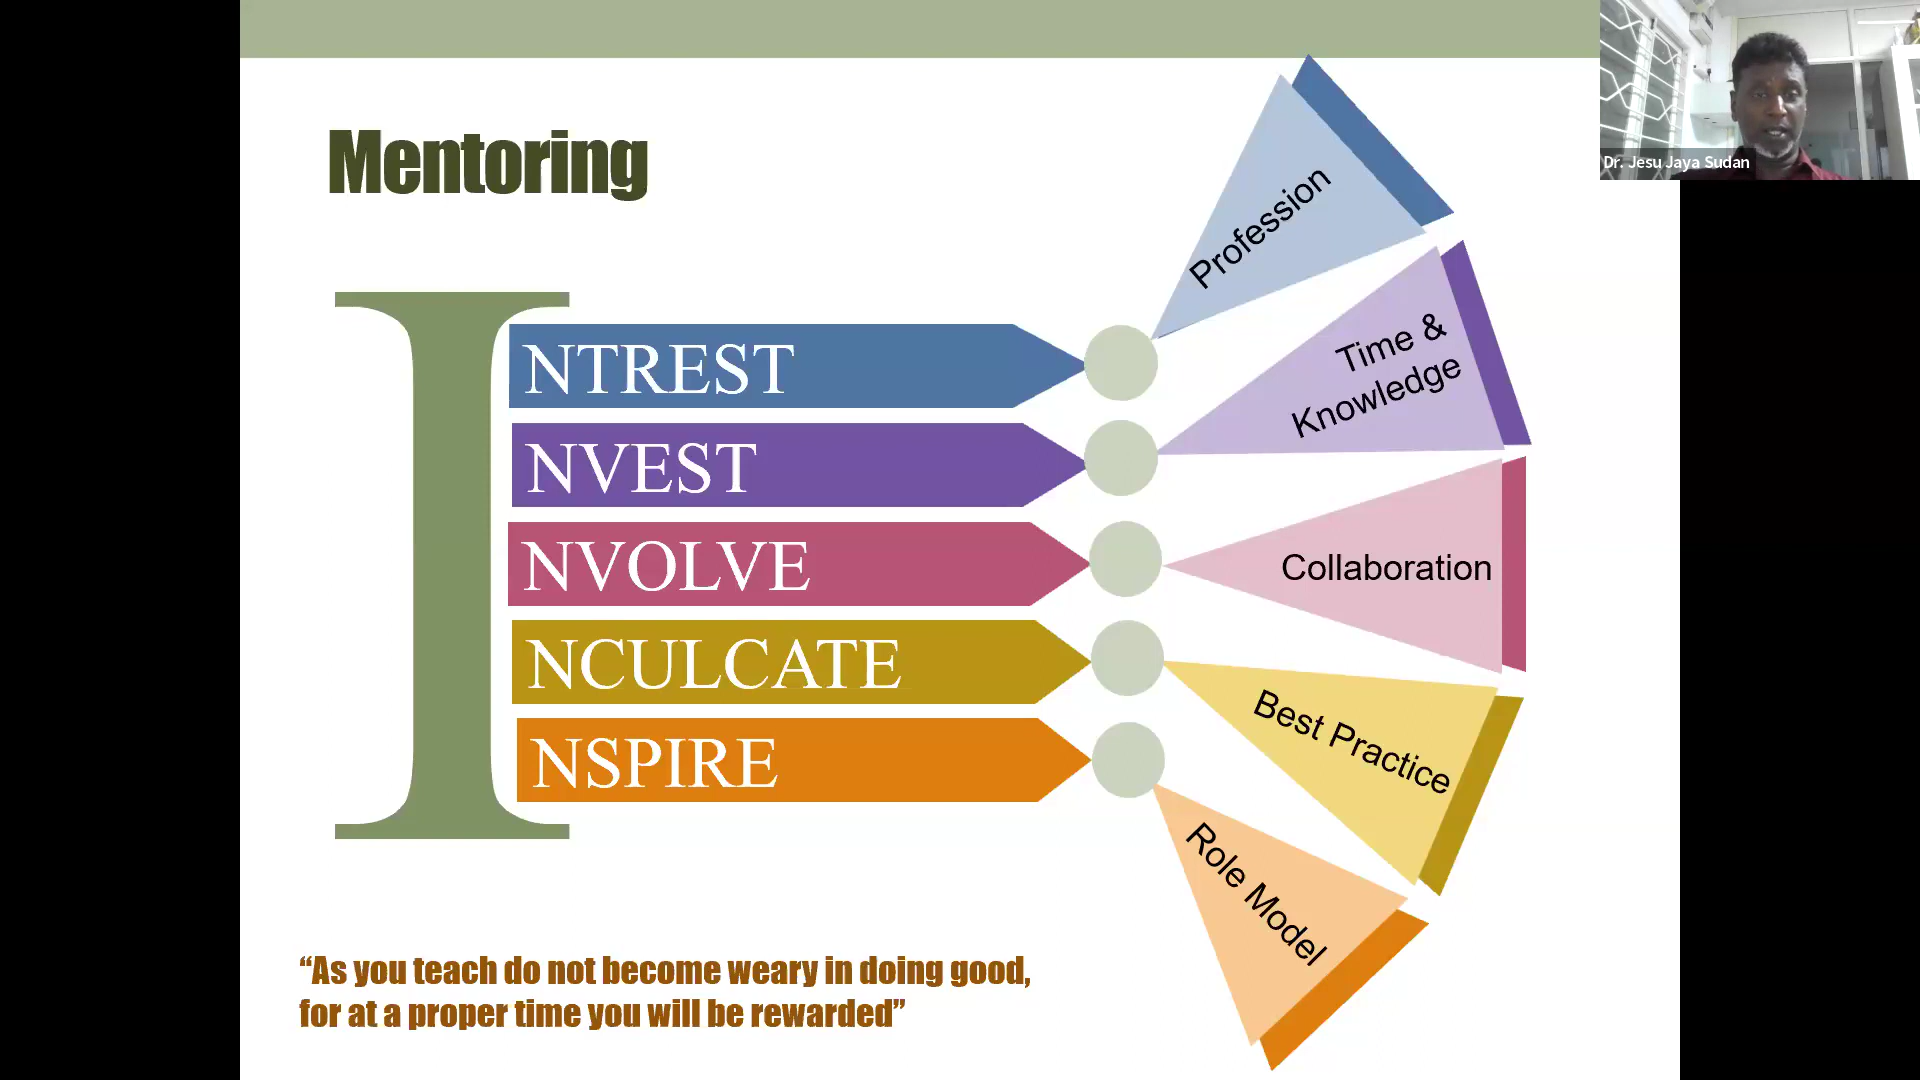 Mentoring
I
NTREST
NVEST
NVOLVE
NCULCATE
NSPIRE
Profession
Time &
Knowledge
Collaboration
Best Practice
Role Model
“As you teach do not become weary in doing good,
for at a proper time you will be rewarded”
Dr. Jesu Jaya Sudan